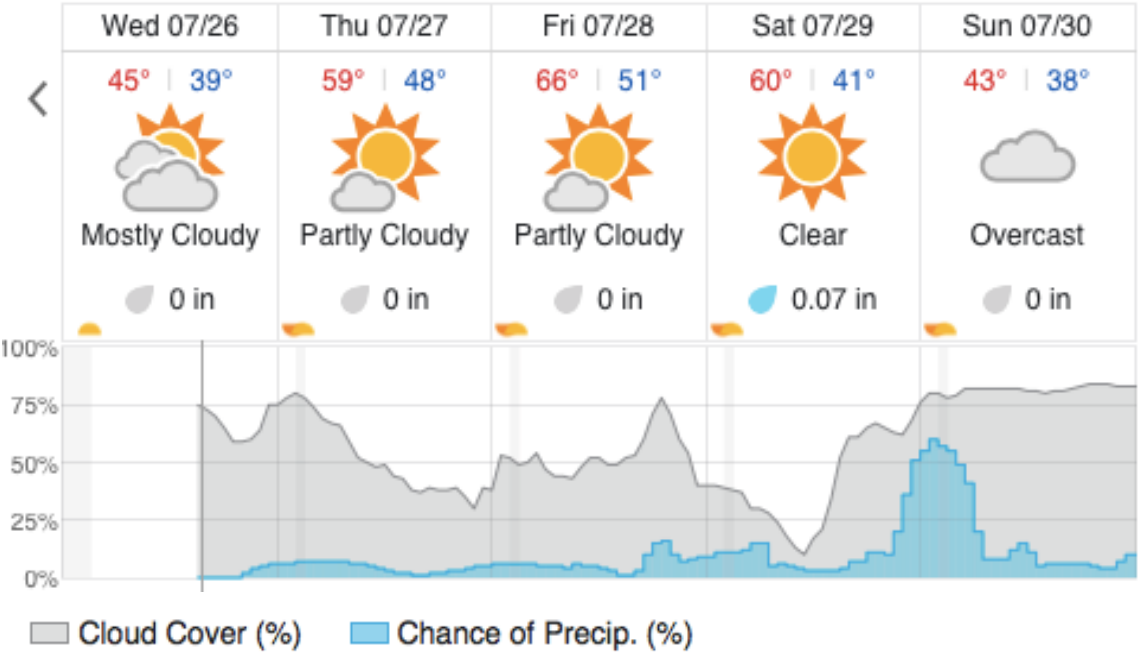 Wed 07/26 Thu 07/27 Fri 07/28 Sat 07/29 Sun 07/30
45° | 39° 59° | 48° 66° | 51° 60° | 41° 43° | 38°
Mostly Cloudy Partly Cloudy Partly Cloudy Clear Overcast
0 in 0 in 0 in 0.07 in 0 in
100%
75%
50%
25%
0%
Cloud Cover (%) Chance of Precip. (%)